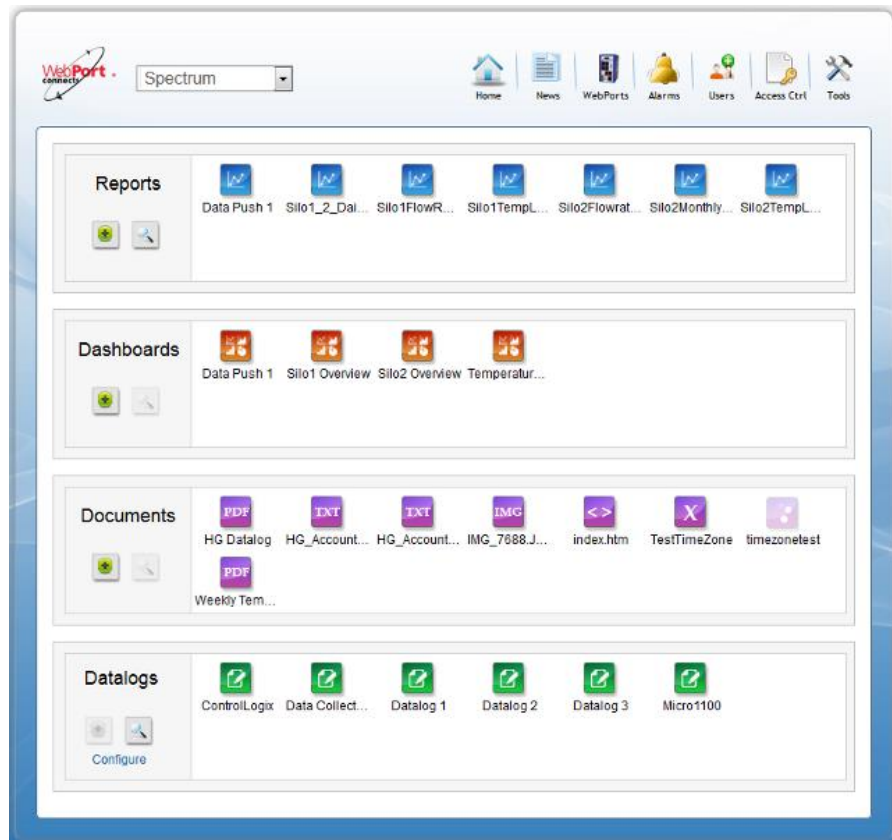 WebPort .
connects
Spectrum
Home News WebPorts Alarms Users Access Ctrl Tools
Reports
Data Push 1 Silo1_2_Dai... Silo1FlowR... Silo1TempL... Silo2Flowrat... Silo2Monthly... Silo2TempL...
Dashboards
Data Push 1 Silo1 Overview Silo2 Overview Temperatur...
Documents
PDF TXT TXT IMG <> X
HG Datalog HG_Account... HG_Account... IMG_7688.J... index.htm TestTimeZone timezonetest
PDF
Weekly Tem...
Datalogs
ControlLogix Data Collect... Datalog 1 Datalog 2 Datalog 3 Micro1100
Configure